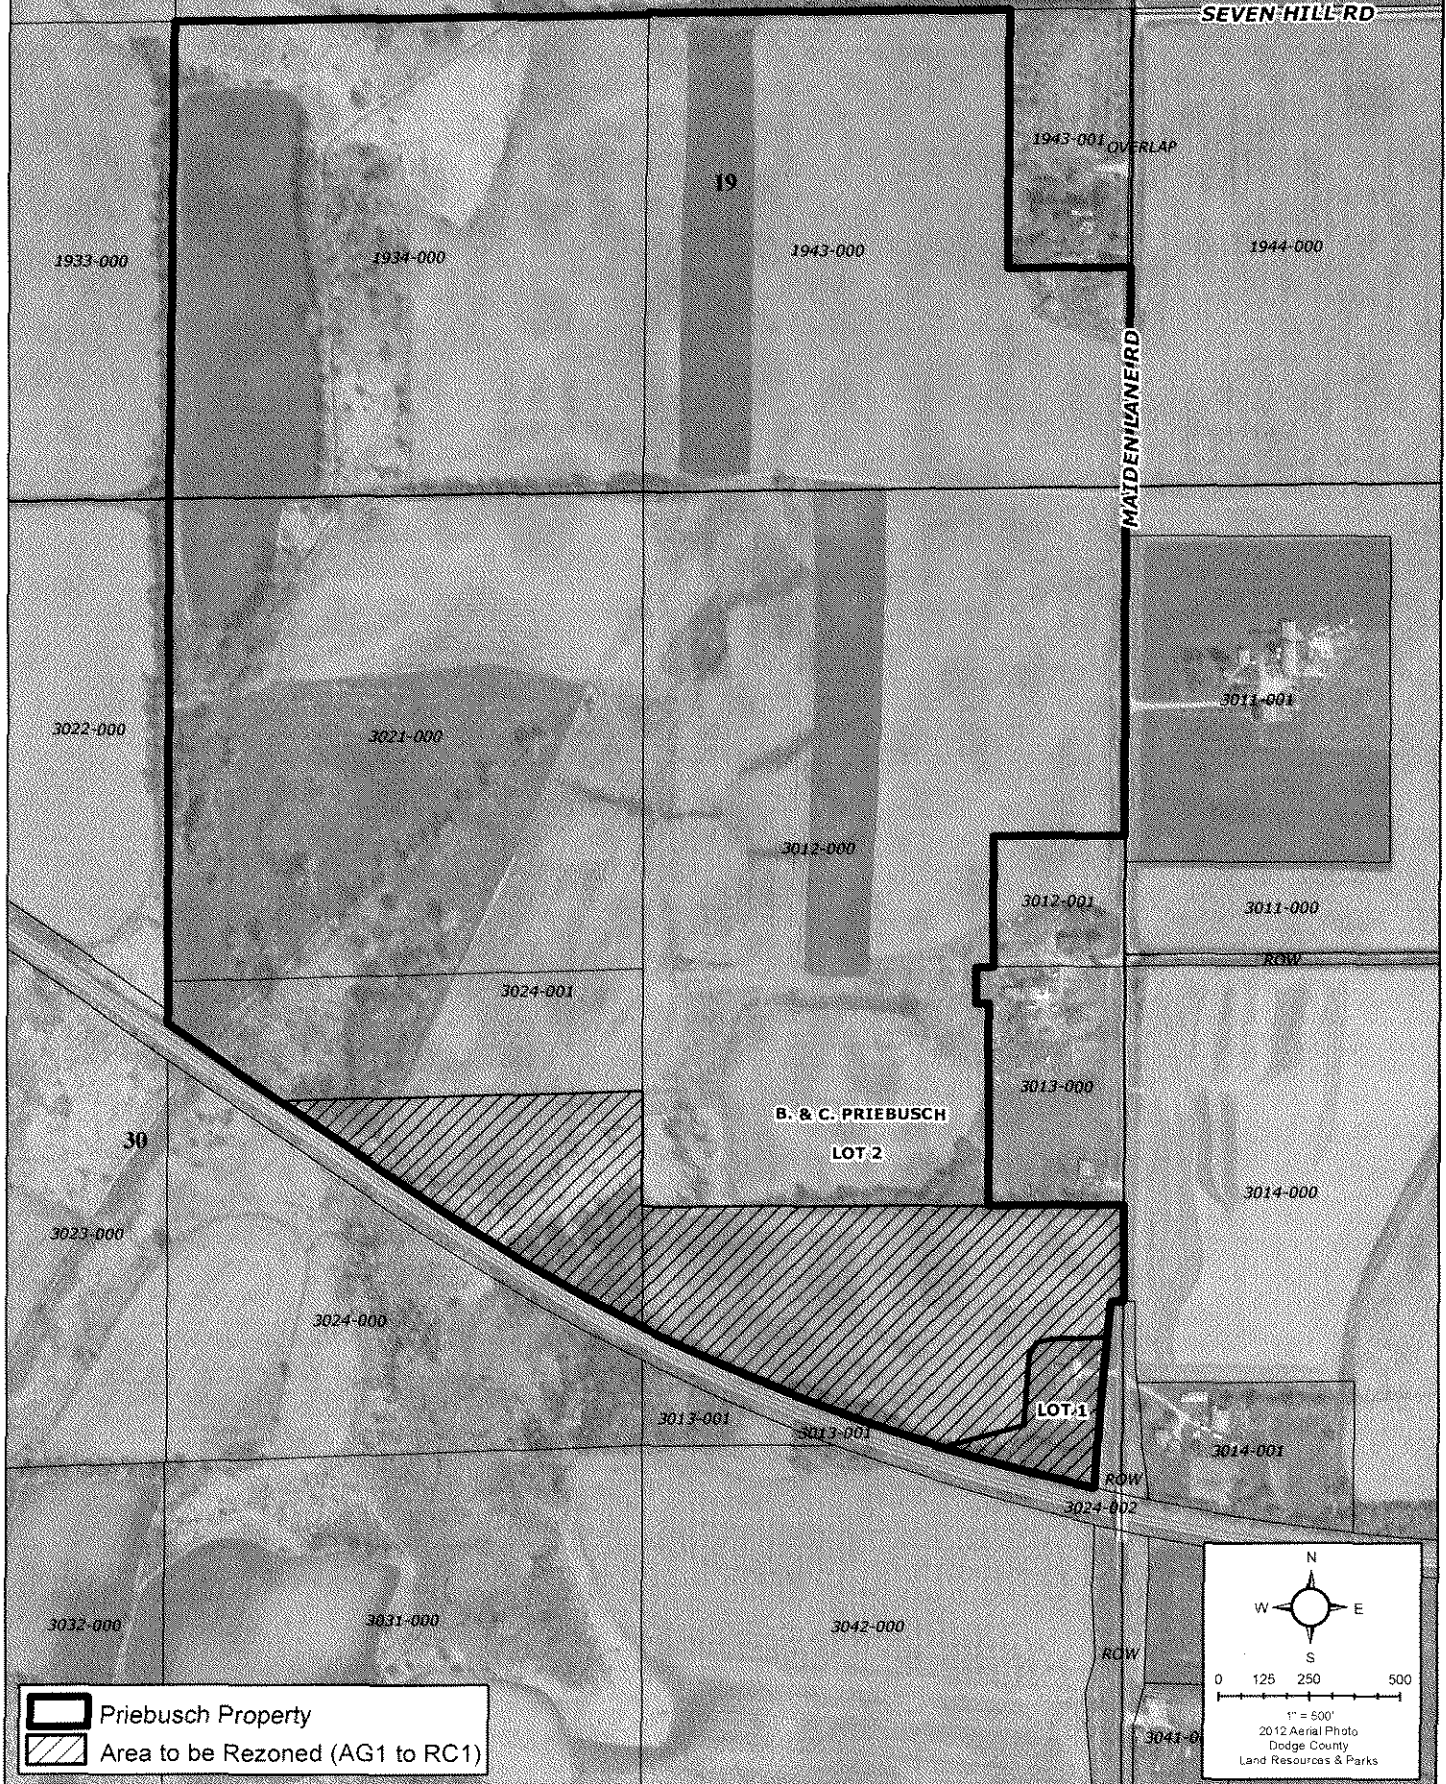 SEVEN HILL RD
1943-001
OVERLAP
19
1933-000
1934-000
1943-000
1944-000
MAIDEN LANE RD
3022-000
3021-000
3011-001
3012-000
3012-001
3011-000
ROW
3024-001
3013-000
B. & C. PRIEBUSCH
LOT 2
30
3014-000
3023-000
3024-000
LOT 1
3013-001
3013-001
3014-001
ROW
3024-002
3032-000
3031-000
3042-000
ROW
Priebusch Property
Area to be Rezoned (AG1 to RC1)
N
W E
S
0 125 250 500
1" = 500'
2012 Aerial Photo
Dodge County
Land Resources & Parks